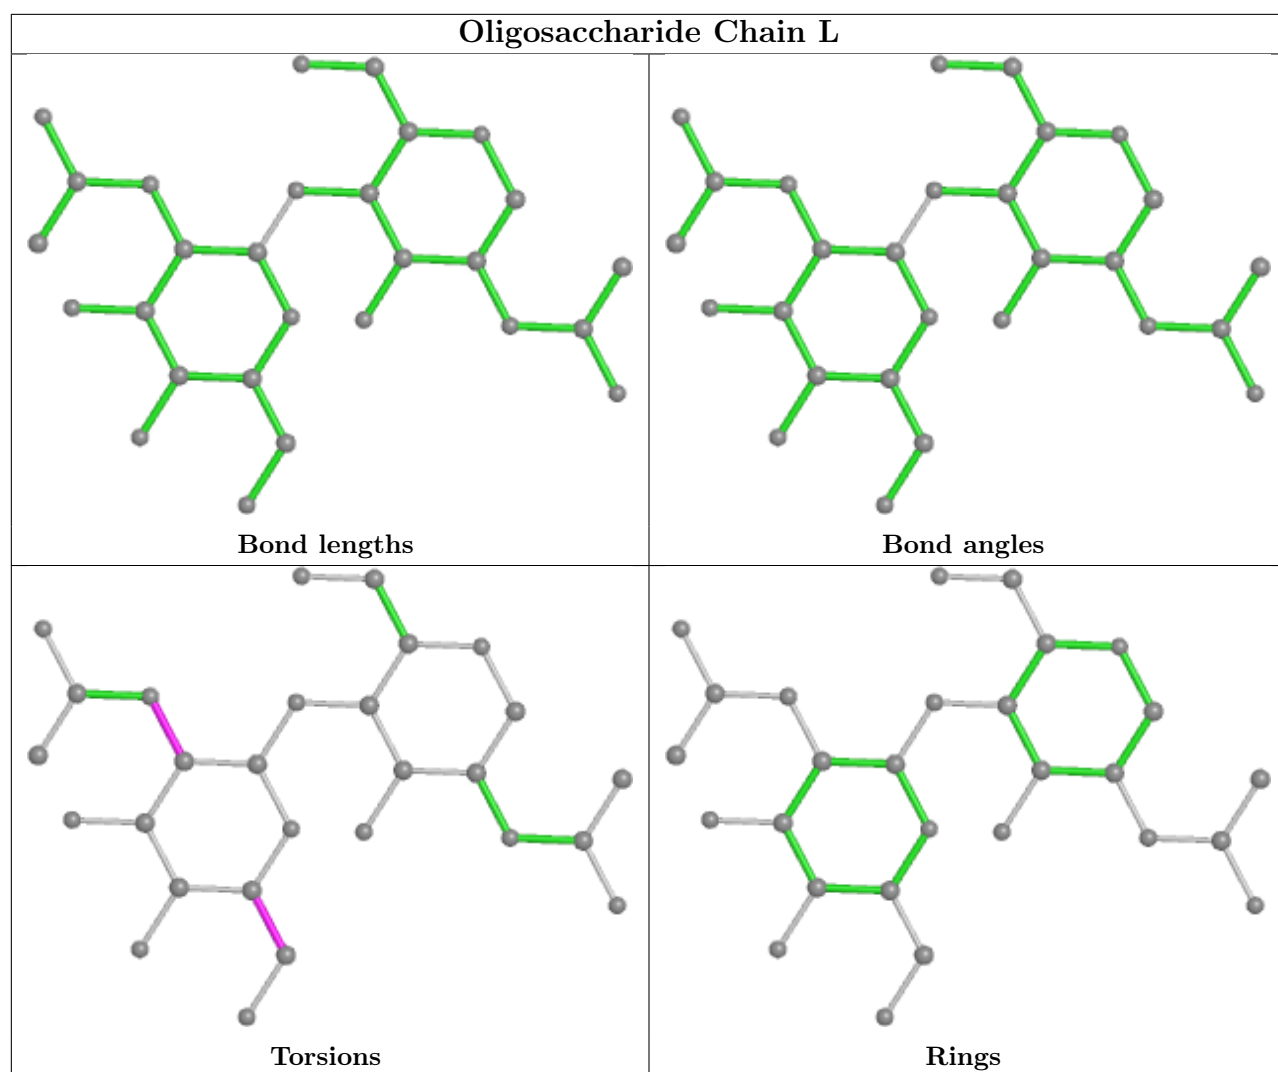 Oligosaccharide Chain L
Bond lengths
Bond angles
Torsions
Rings